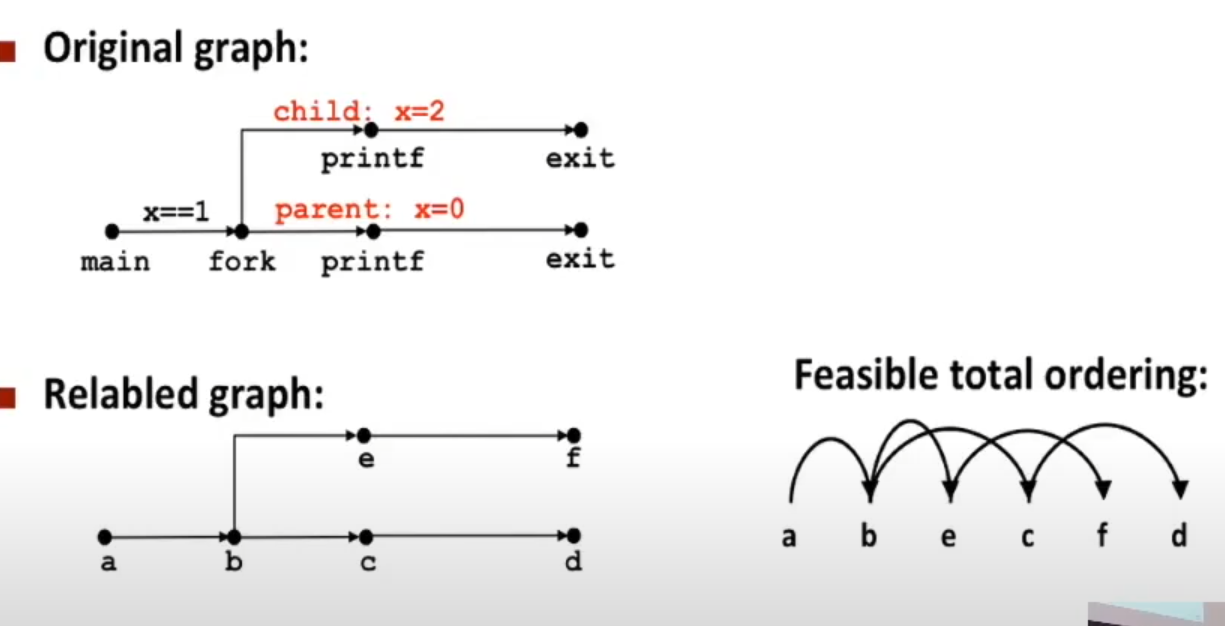 Original graph:
child: x=2
printf exit
x==1 parent: x=0
main fork printf exit
Relabled graph:
e f
a b c d
Feasible total ordering:
a b e c f d